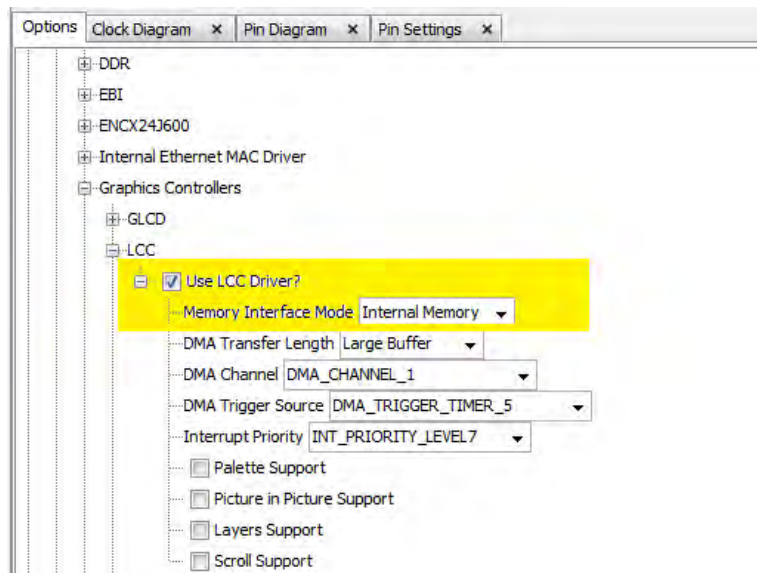 Options Clock Diagram x Pin Diagram x Pin Settings x
DDR
EBI
ENCX24J600
Internal Ethernet MAC Driver
Graphics Controllers
GLCD
LCC
Use LCC Driver?
Memory Interface Mode Internal Memory
DMA Transfer Length Large Buffer
DMA Channel DMA_CHANNEL_1
DMA Trigger Source DMA_TRIGGER_TIMER_5
Interrupt Priority INT_PRIORITY_LEVEL7
Palette Support
Picture in Picture Support
Layers Support
Scroll Support